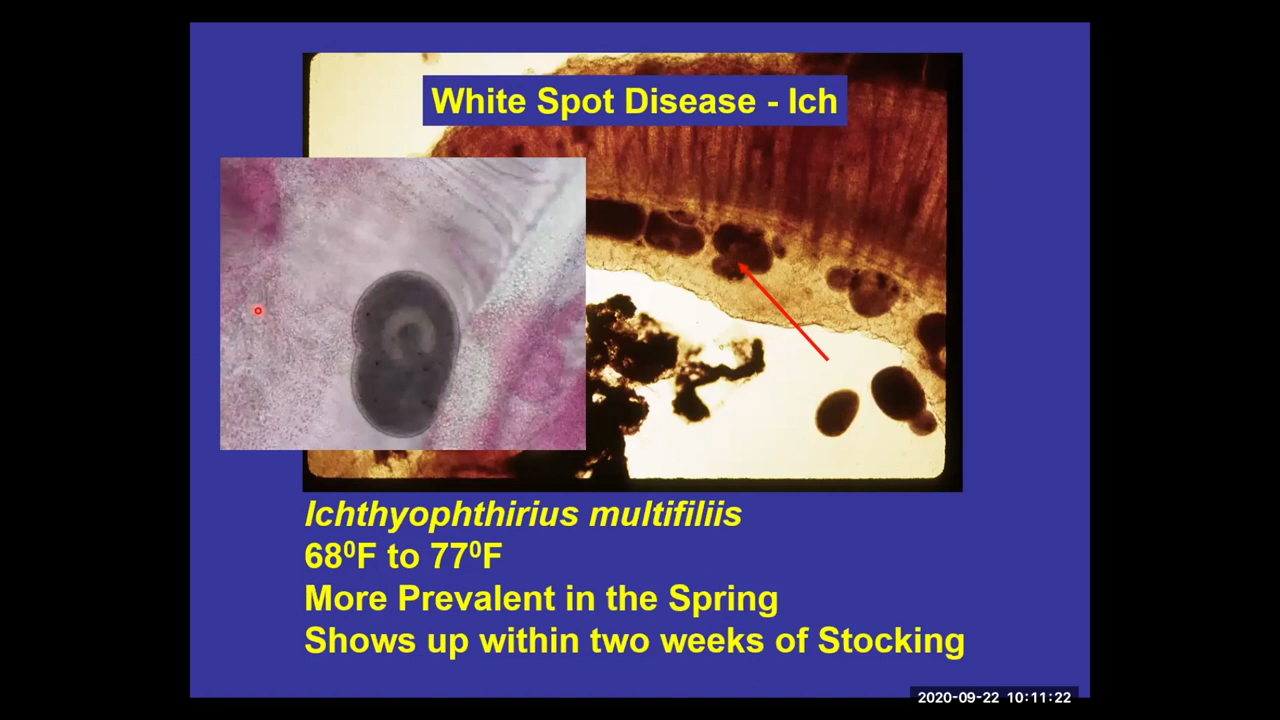 White Spot Disease - Ich
Ichthyophthirius multifiliis
68⁰F to 77⁰F
More Prevalent in the Spring
Shows up within two weeks of Stocking
2020-09-22 10:11:22